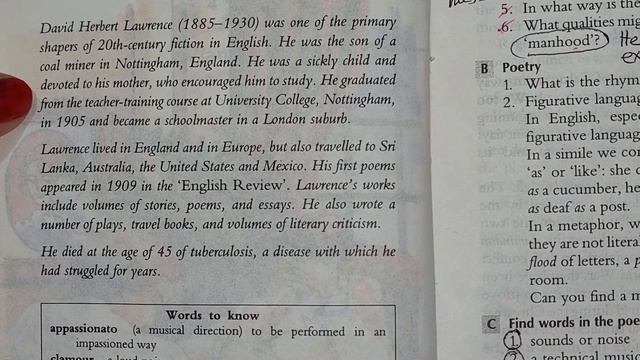 David Herbert Lawrence (1885–1930) was one of the primary
shapers of 20th-century fiction in English. He was the son of a
coal miner in Nottingham, England. He was a sickly child and
devoted to his mother, who encouraged him to study. He graduated
from the teacher-training course at University College, Nottingham,
in 1905 and became a schoolmaster in a London suburb.
Lawrence lived in England and in Europe, but also travelled to Sri
Lanka, Australia, the United States and Mexico. His first poems
appeared in 1909 in the 'English Review'. Lawrence's works
include volumes of stories, poems, and essays. He also wrote a
number of plays, travel books, and volumes of literary criticism.
He died at the age of 45 of tuberculosis, a disease with which he
had struggled for years.
Words to know
appassionato (a musical direction) to be performed in an
impassioned way
5. In what way is the
6. What qualities
'manhood'? He
B Poetry
1. What is the
2. Figurative
In English,
figurative
In a simile we
'as' or 'like': she
as a cucumber, he
as deaf as a post.
In a metaphor,
they are not
flood of letters, a
room.
Can you find a
C Find words in the
1 sounds or noise
2 a technical